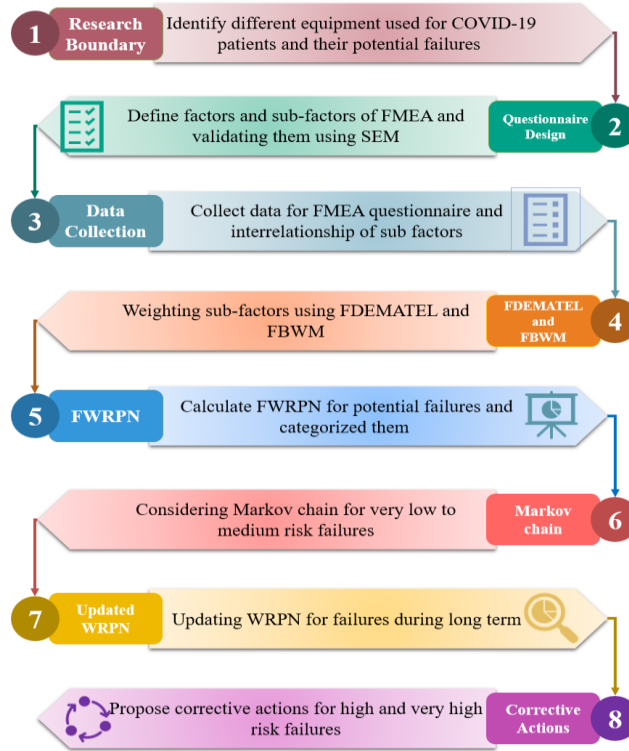 1
Research
Boundary
Identify different equipment used for COVID-19
patients and their potential failures
Define factors and sub-factors of FMEA and
validating them using SEM
Questionnaire
Design
2
3
Data
Collection
Collect data for FMEA questionnaire and
interrelationship of sub factors
Weighting sub-factors using FDEMATEL and
FBWM
FDEMATEL
and
FBWM
4
5
FWRPN
Calculate FWRPN for potential failures and
categorized them
Considering Markov chain for very low to
medium risk failures
Markov
chain
6
7
Updated
WRPN
Updating WRPN for failures during long term
Propose corrective actions for high and very high
risk failures
Corrective
Actions
8